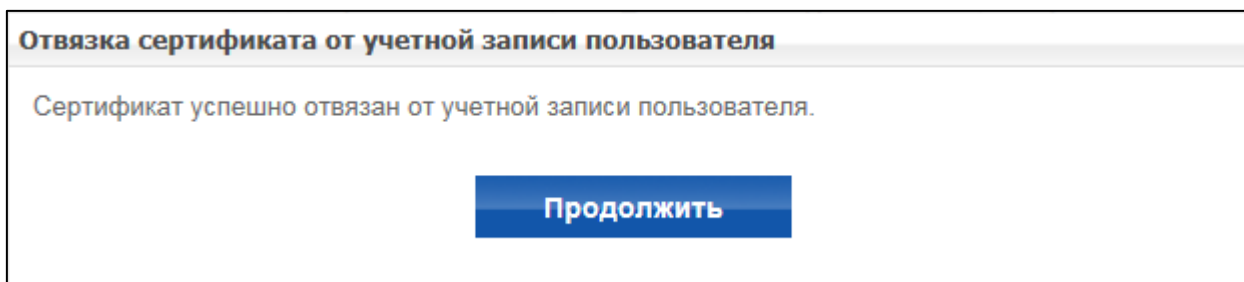 Отвязка сертификата от учетной записи пользователя
Сертификат успешно отвязан от учетной записи пользователя.
Продолжить